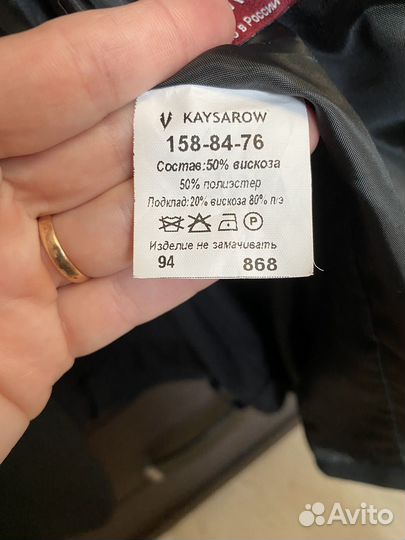 о в России
KAYSAROW
158-84-76
Состав:50% вискоза
50% полиэстер
Подклад:20% вискоза 80% п/э
P
Изделие не замачивать
94 868
Avito